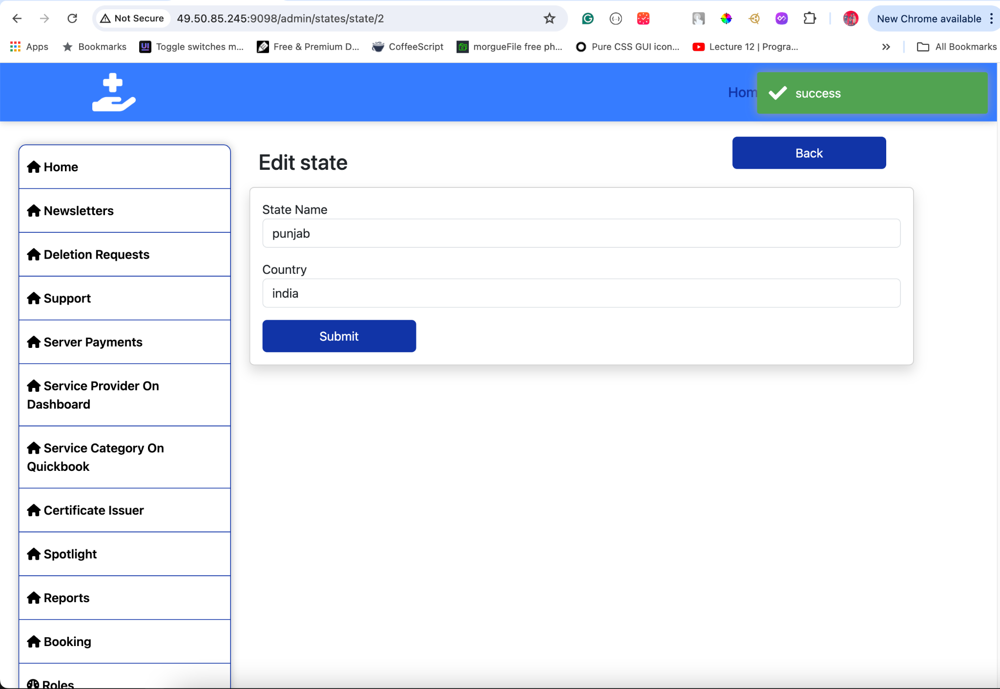 Not Secure
49.50.85.245:9098/admin/states/state/2
New Chrome available
Apps
Bookmarks
UI
Toggle switches m...
Free & Premium D...
CoffeeScript
morgueFile free ph...
Pure CSS GUI icon...
Lecture 12 | Progra...
All Bookmarks
Hom
success
Back
Home
Newsletters
Deletion Requests
Support
Server Payments
Service Provider On
Dashboard
Service Category On
Quickbook
Certificate Issuer
Spotlight
Reports
Booking
Roles
Edit state
State Name
punjab
Country
india
Submit